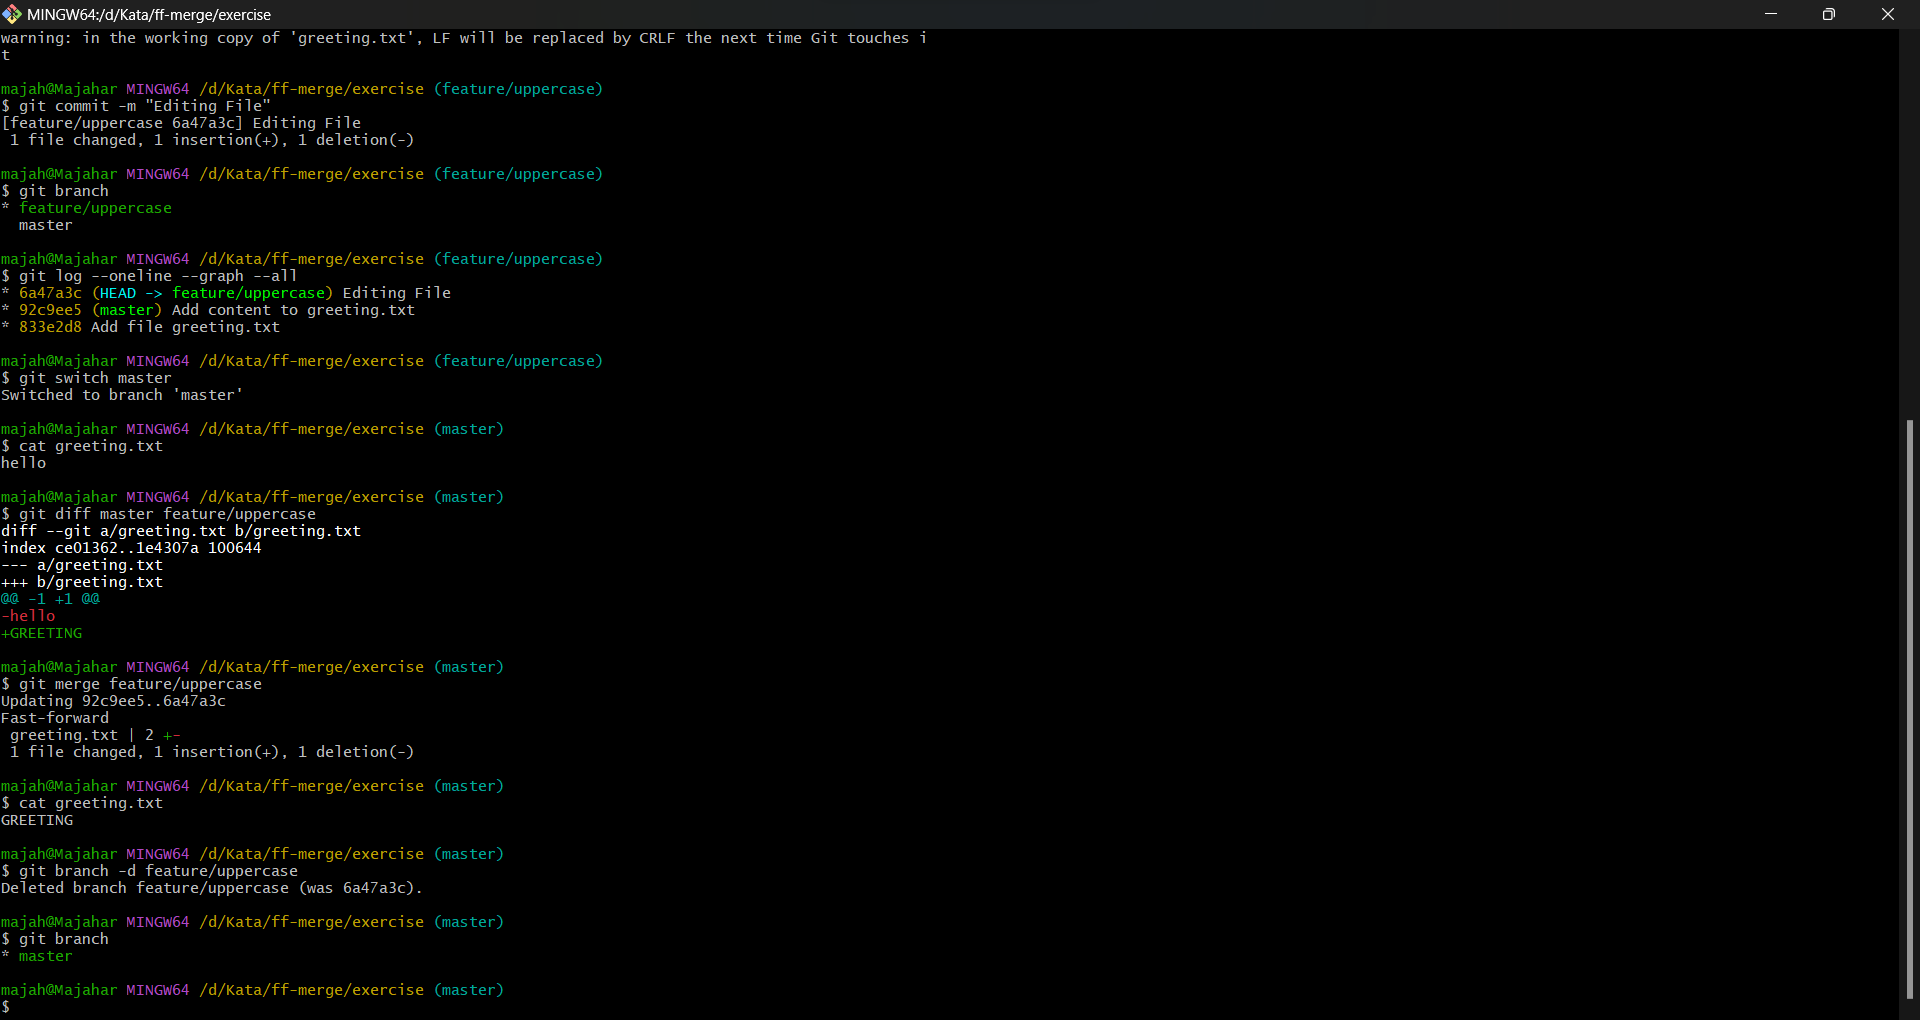 MINGW64:/d/Kata/ff-merge/exercise
warning: in the working copy of 'greeting.txt', LF will be replaced by CRLF the next time Git touches i
t
majah@Majahar MINGW64 /d/Kata/ff-merge/exercise (feature/uppercase)
$ git commit -m "Editing File"
[feature/uppercase 6a47a3c] Editing File
 1 file changed, 1 insertion(+), 1 deletion(-)
majah@Majahar MINGW64 /d/Kata/ff-merge/exercise (feature/uppercase)
$ git branch
* feature/uppercase
  master
majah@Majahar MINGW64 /d/Kata/ff-merge/exercise (feature/uppercase)
$ git log --oneline --graph --all
* 6a47a3c (HEAD -> feature/uppercase) Editing File
* 92c9ee5 (master) Add content to greeting.txt
* 833e2d8 Add file greeting.txt
majah@Majahar MINGW64 /d/Kata/ff-merge/exercise (feature/uppercase)
$ git switch master
Switched to branch 'master'
majah@Majahar MINGW64 /d/Kata/ff-merge/exercise (master)
$ cat greeting.txt
hello
majah@Majahar MINGW64 /d/Kata/ff-merge/exercise (master)
$ git diff master feature/uppercase
diff --git a/greeting.txt b/greeting.txt
index ce01362..1e4307a 100644
--- a/greeting.txt
+++ b/greeting.txt
@@ -1 +1 @@
-hello
+GREETING
majah@Majahar MINGW64 /d/Kata/ff-merge/exercise (master)
$ git merge feature/uppercase
Updating 92c9ee5..6a47a3c
Fast-forward
 greeting.txt | 2 +-
 1 file changed, 1 insertion(+), 1 deletion(-)
majah@Majahar MINGW64 /d/Kata/ff-merge/exercise (master)
$ cat greeting.txt
GREETING
majah@Majahar MINGW64 /d/Kata/ff-merge/exercise (master)
$ git branch -d feature/uppercase
Deleted branch feature/uppercase (was 6a47a3c).
majah@Majahar MINGW64 /d/Kata/ff-merge/exercise (master)
$ git branch
* master
majah@Majahar MINGW64 /d/Kata/ff-merge/exercise (master)
$